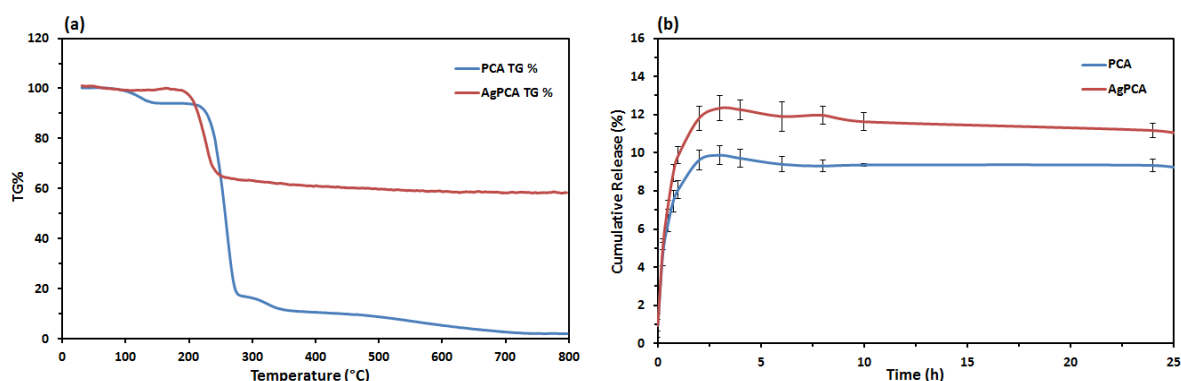 (a)
120
100
80
60
40
20
0
TG%
0 100 200 300 400 500 600 700 800
Temperature (°C)
PCA TG %
AgPCA TG %
(b)
16
14
12
10
8
6
4
2
0
Cumulative Release (%)
0 5 10 15 20 25
Time (h)
PCA
AgPCA